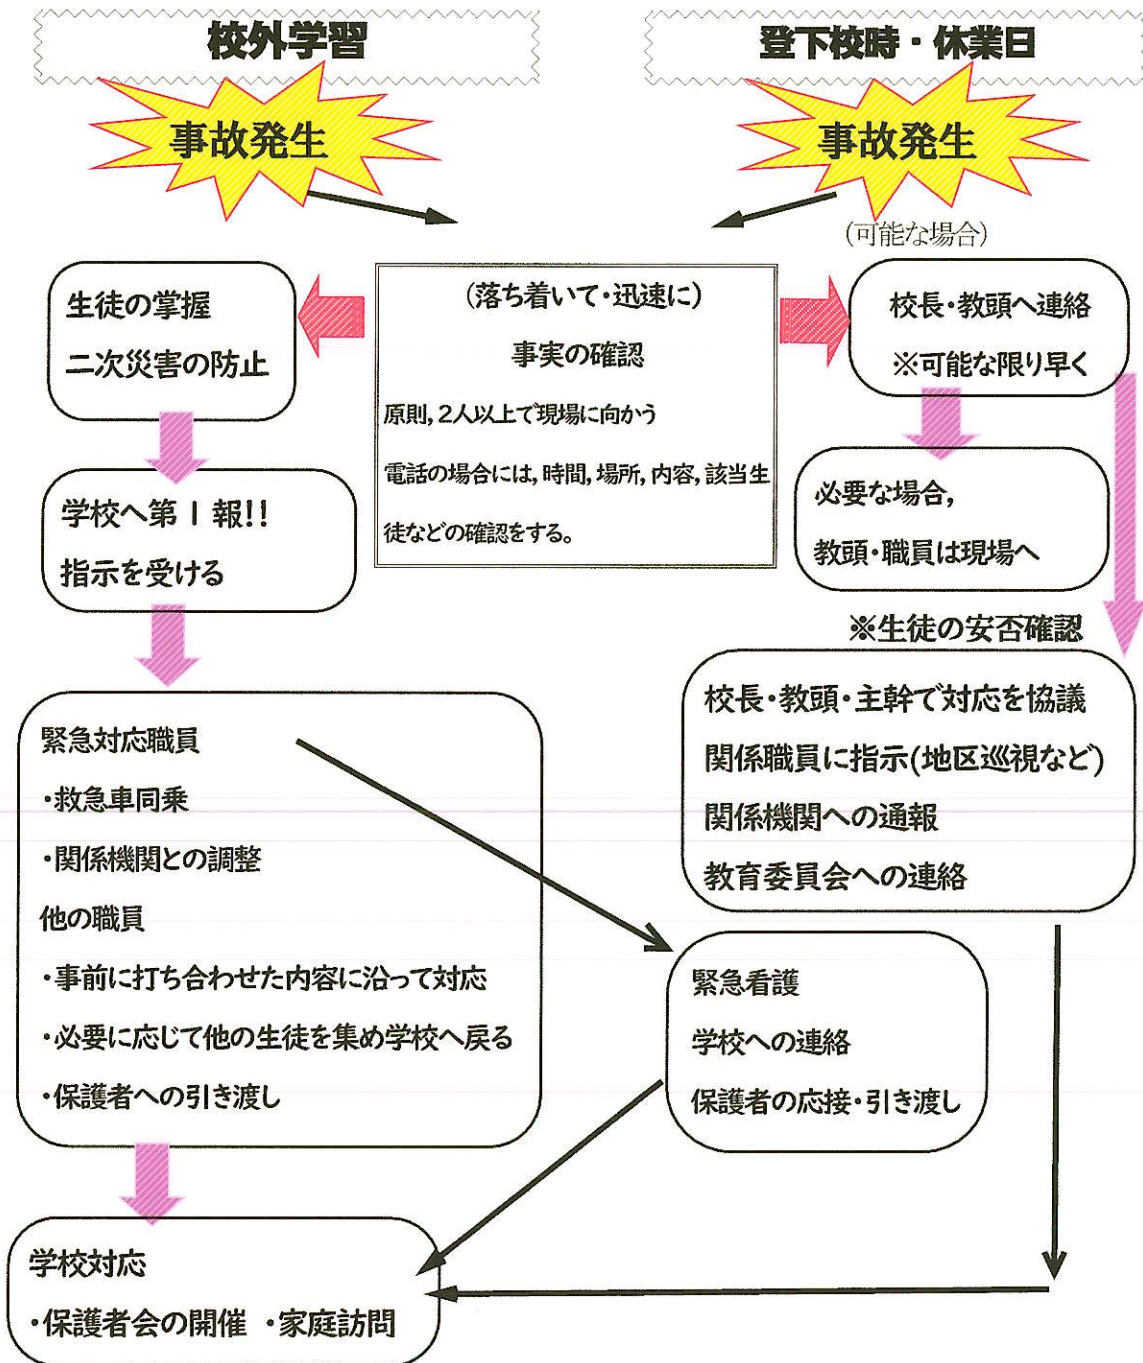 校外学習
登下校時・休業日
事故発生
事故発生
(可能な場合)
生徒の掌握
二次災害の防止
(落ち着いて・迅速に)
事実の確認
原則,2人以上で現場に向かう
電話の場合には,時間,場所,内容,該当生
徒などの確認をする。
校長・教頭へ連絡
※可能な限り早く
学校へ第1報!!
指示を受ける
必要な場合,
教頭・職員は現場へ
※生徒の安否確認
校長・教頭・主幹で対応を協議
関係職員に指示(地区巡視など)
関係機関への通報
教育委員会への連絡
緊急対応職員
・救急車同乗
・関係機関との調整
他の職員
・事前に打ち合わせた内容に沿って対応
・必要に応じて他の生徒を集め学校へ戻る
・保護者への引き渡し
緊急看護
学校への連絡
保護者の応接・引き渡し
学校対応
・保護者会の開催 ・家庭訪問